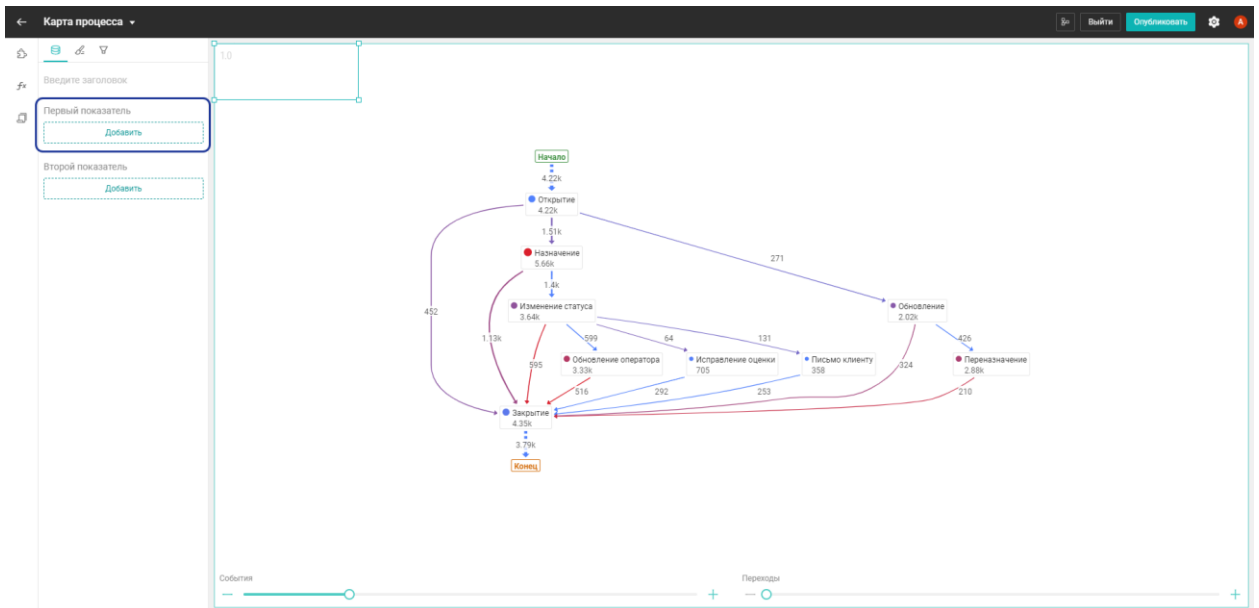 Карта процесса
Выйти
Опубликовать
А
Введите заголовок
1.0
Первый показатель
Добавить
Второй показатель
Добавить
Начало
4.22k
Открытие
4.22k
1.51k
Назначение
5.66k
271
1.4k
Изменение статуса
3.64k
Обновление
2.02k
452
1.13k
599
64
131
426
Обновление оператора
3.33k
Исправление оценки
705
Письмо клиенту
358
Переназначение
2.88k
595
324
516
292
253
210
Закрытие
4.35k
3.79k
Конец
События
Переходы